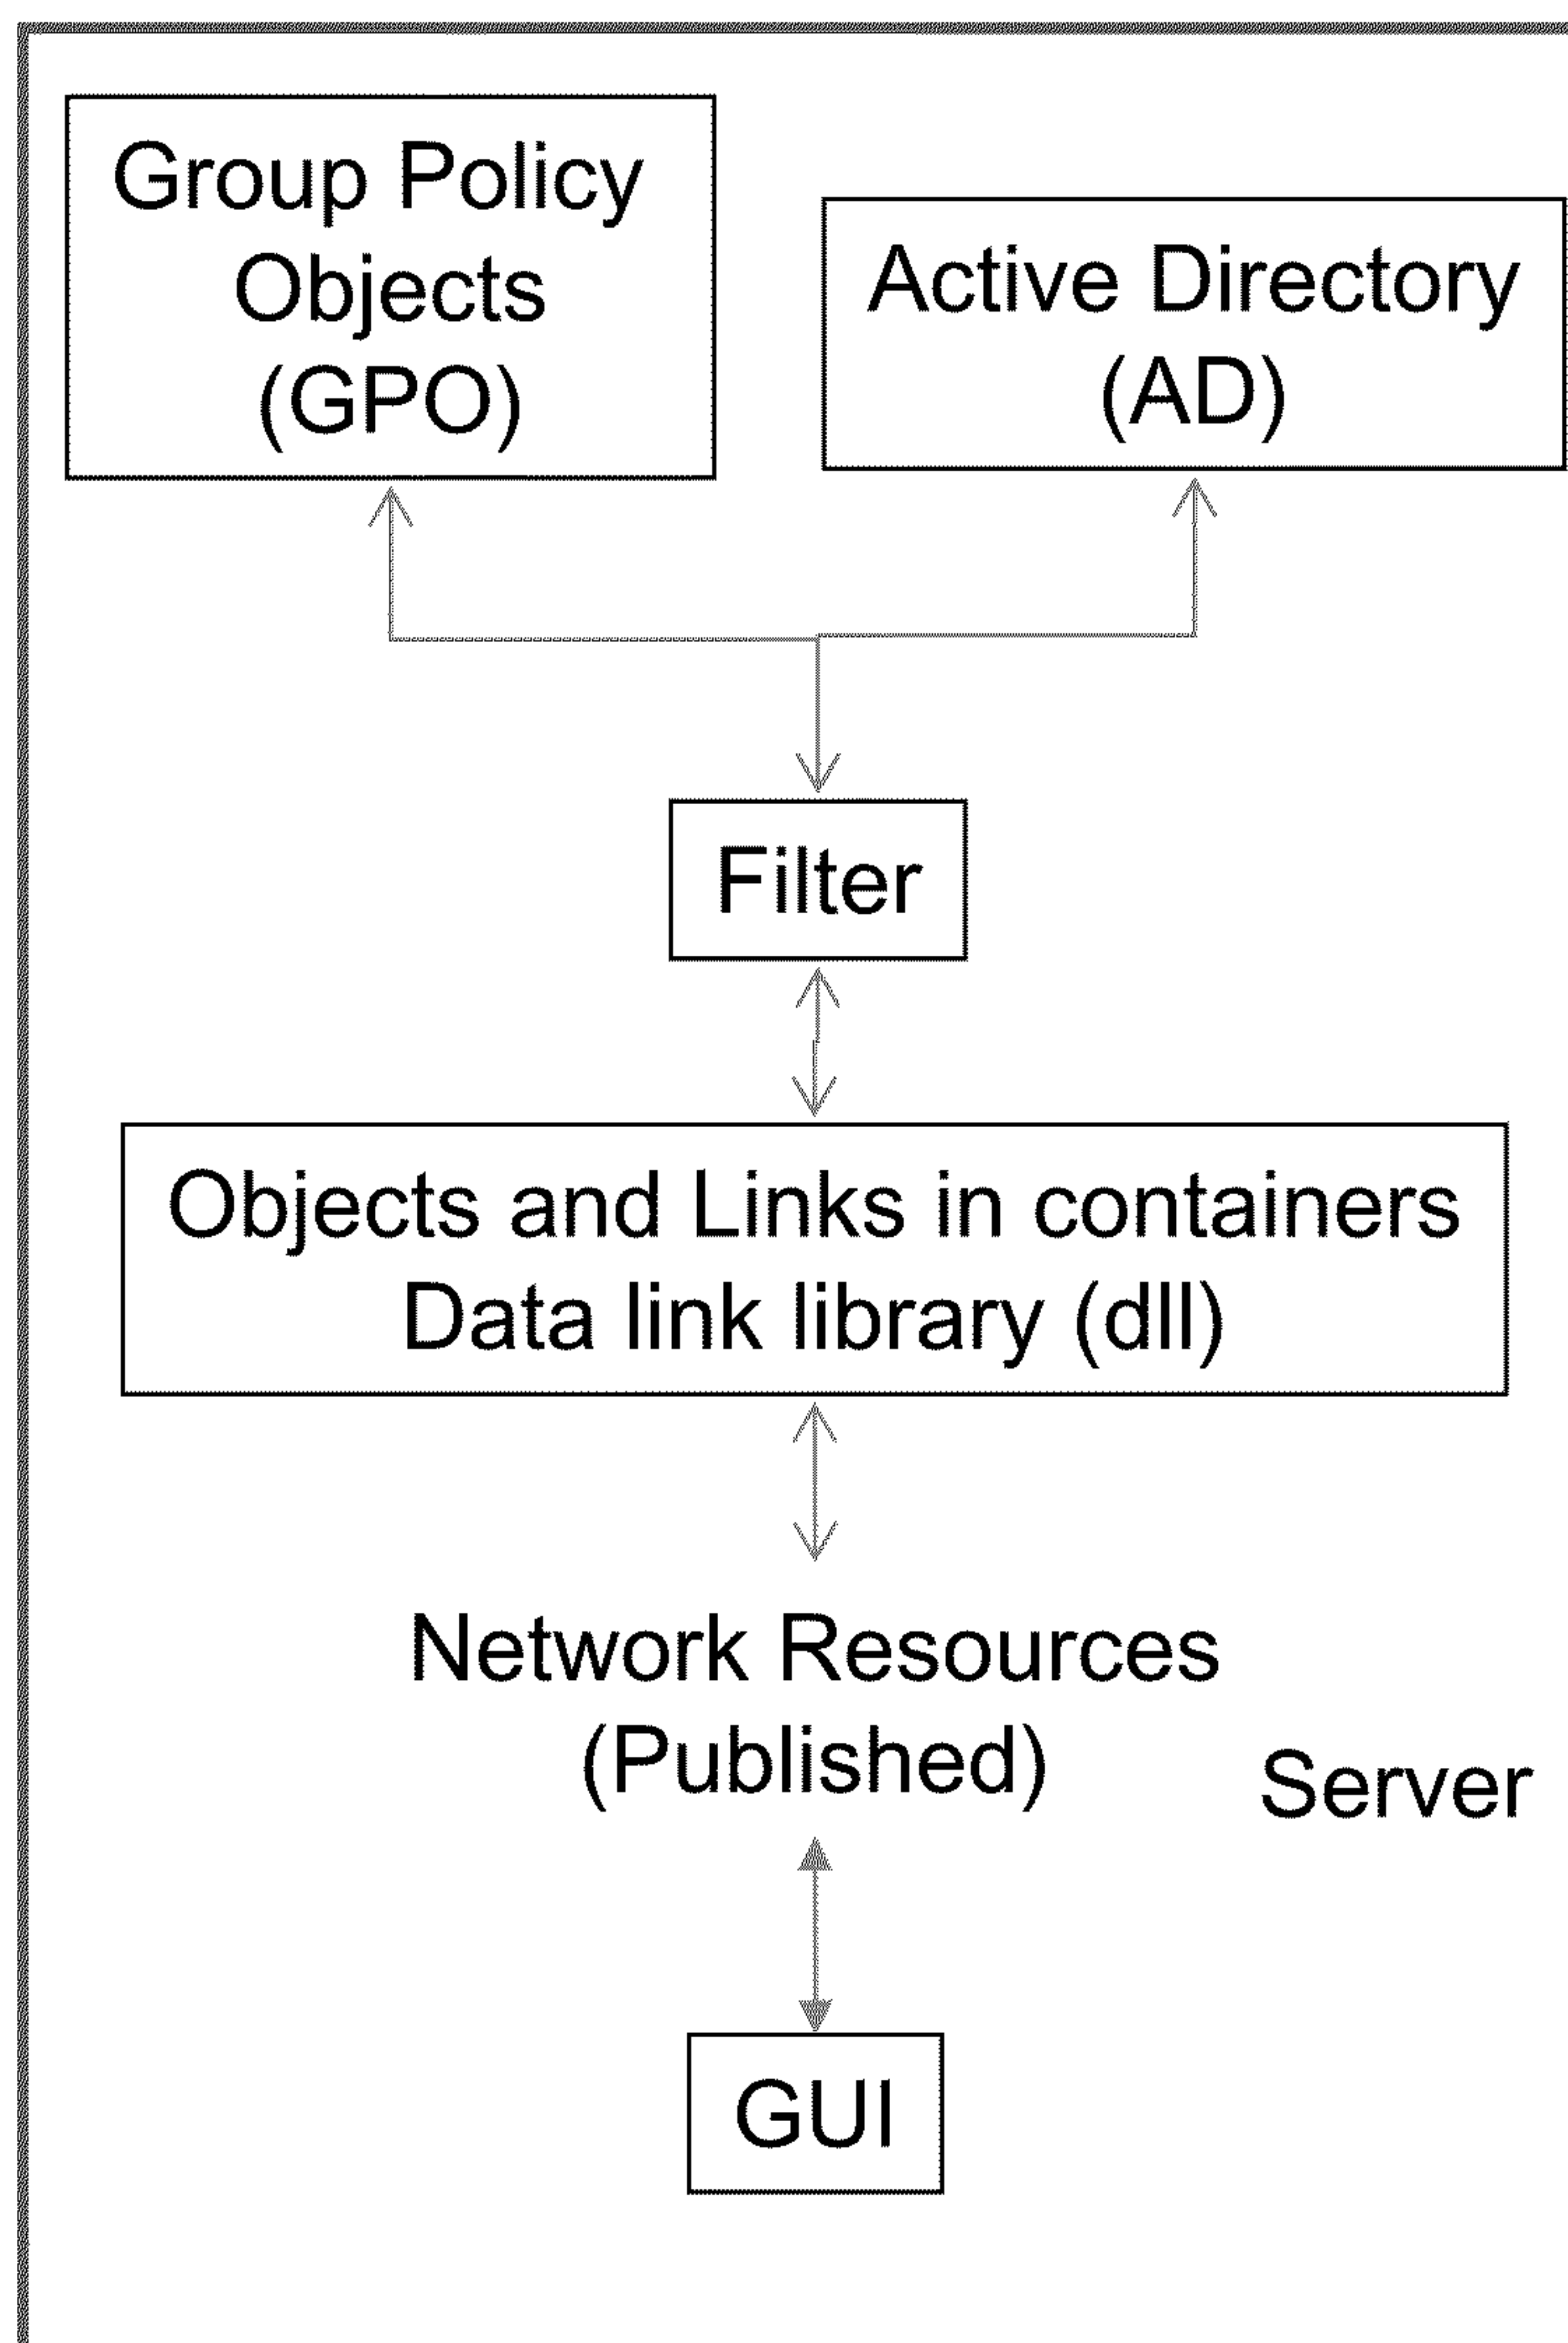 Group Policy
Objects
(GPO)
Active Directory
(AD)
Filter
Objects and Links in containers
Data link library (dll)
Network Resources
(Published)
Server
GUI